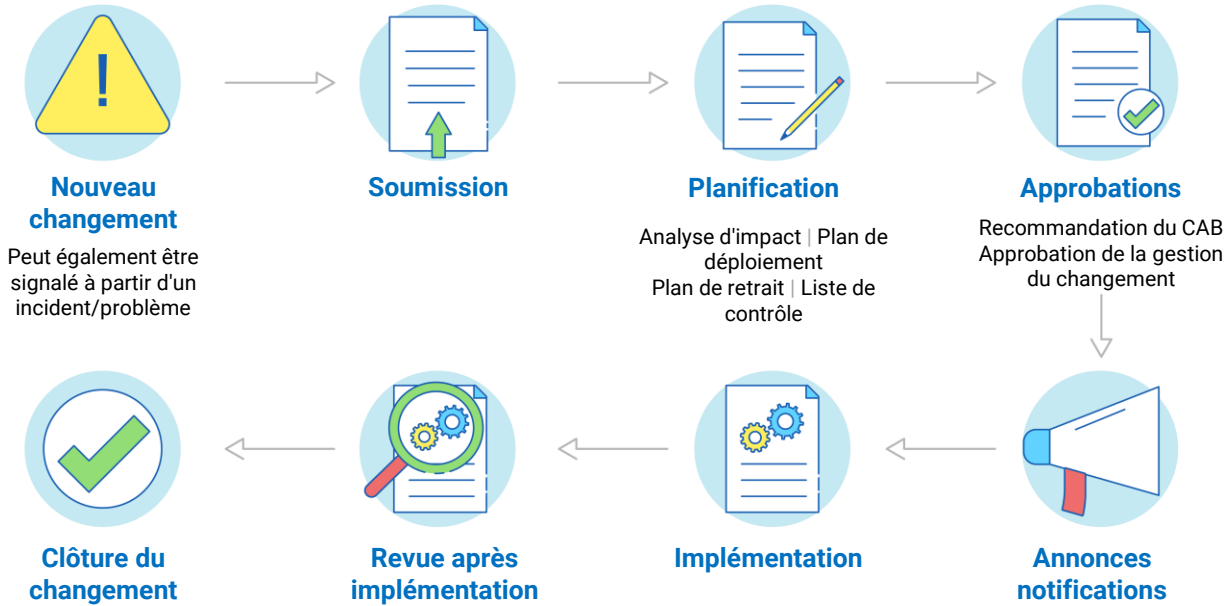 !
Nouveau
changement
Peut également être
signalé à partir d'un
incident/problème
Soumission
Planification
Analyse d'impact | Plan de
déploiement
Plan de retrait | Liste de
contrôle
Approbations
Recommandation du CAB
Approbation de la gestion
du changement
Annonces
notifications
Implémentation
Revue après
implémentation
Clôture du
changement